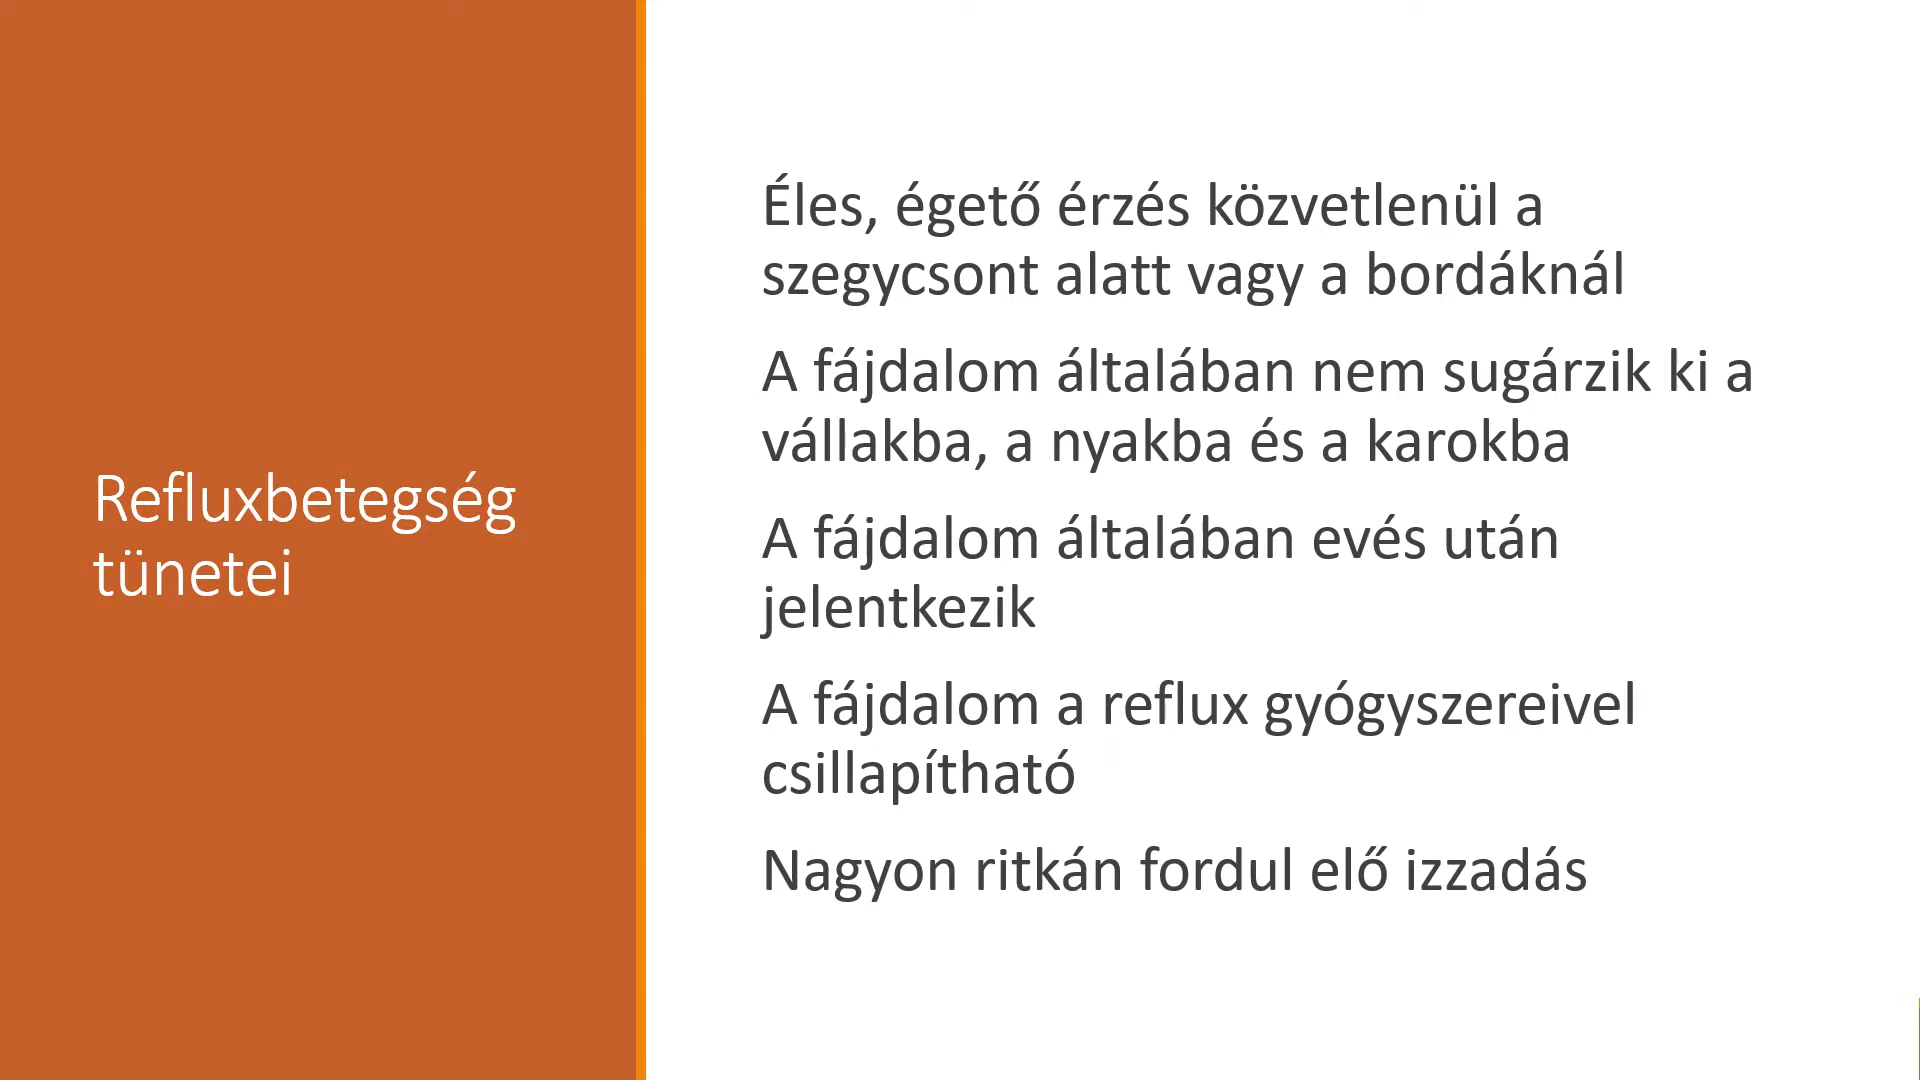 Refluxbetegség
tünetei
Éles, égető érzés közvetlenül a
szegycsont alatt vagy a bordáknál
A fájdalom általában nem sugárzik ki a
vállakba, a nyakba és a karokba
A fájdalom általában evés után
jelentkezik
A fájdalom a reflux gyógyszereivel
csillapítható
Nagyon ritkán fordul elő izzadás